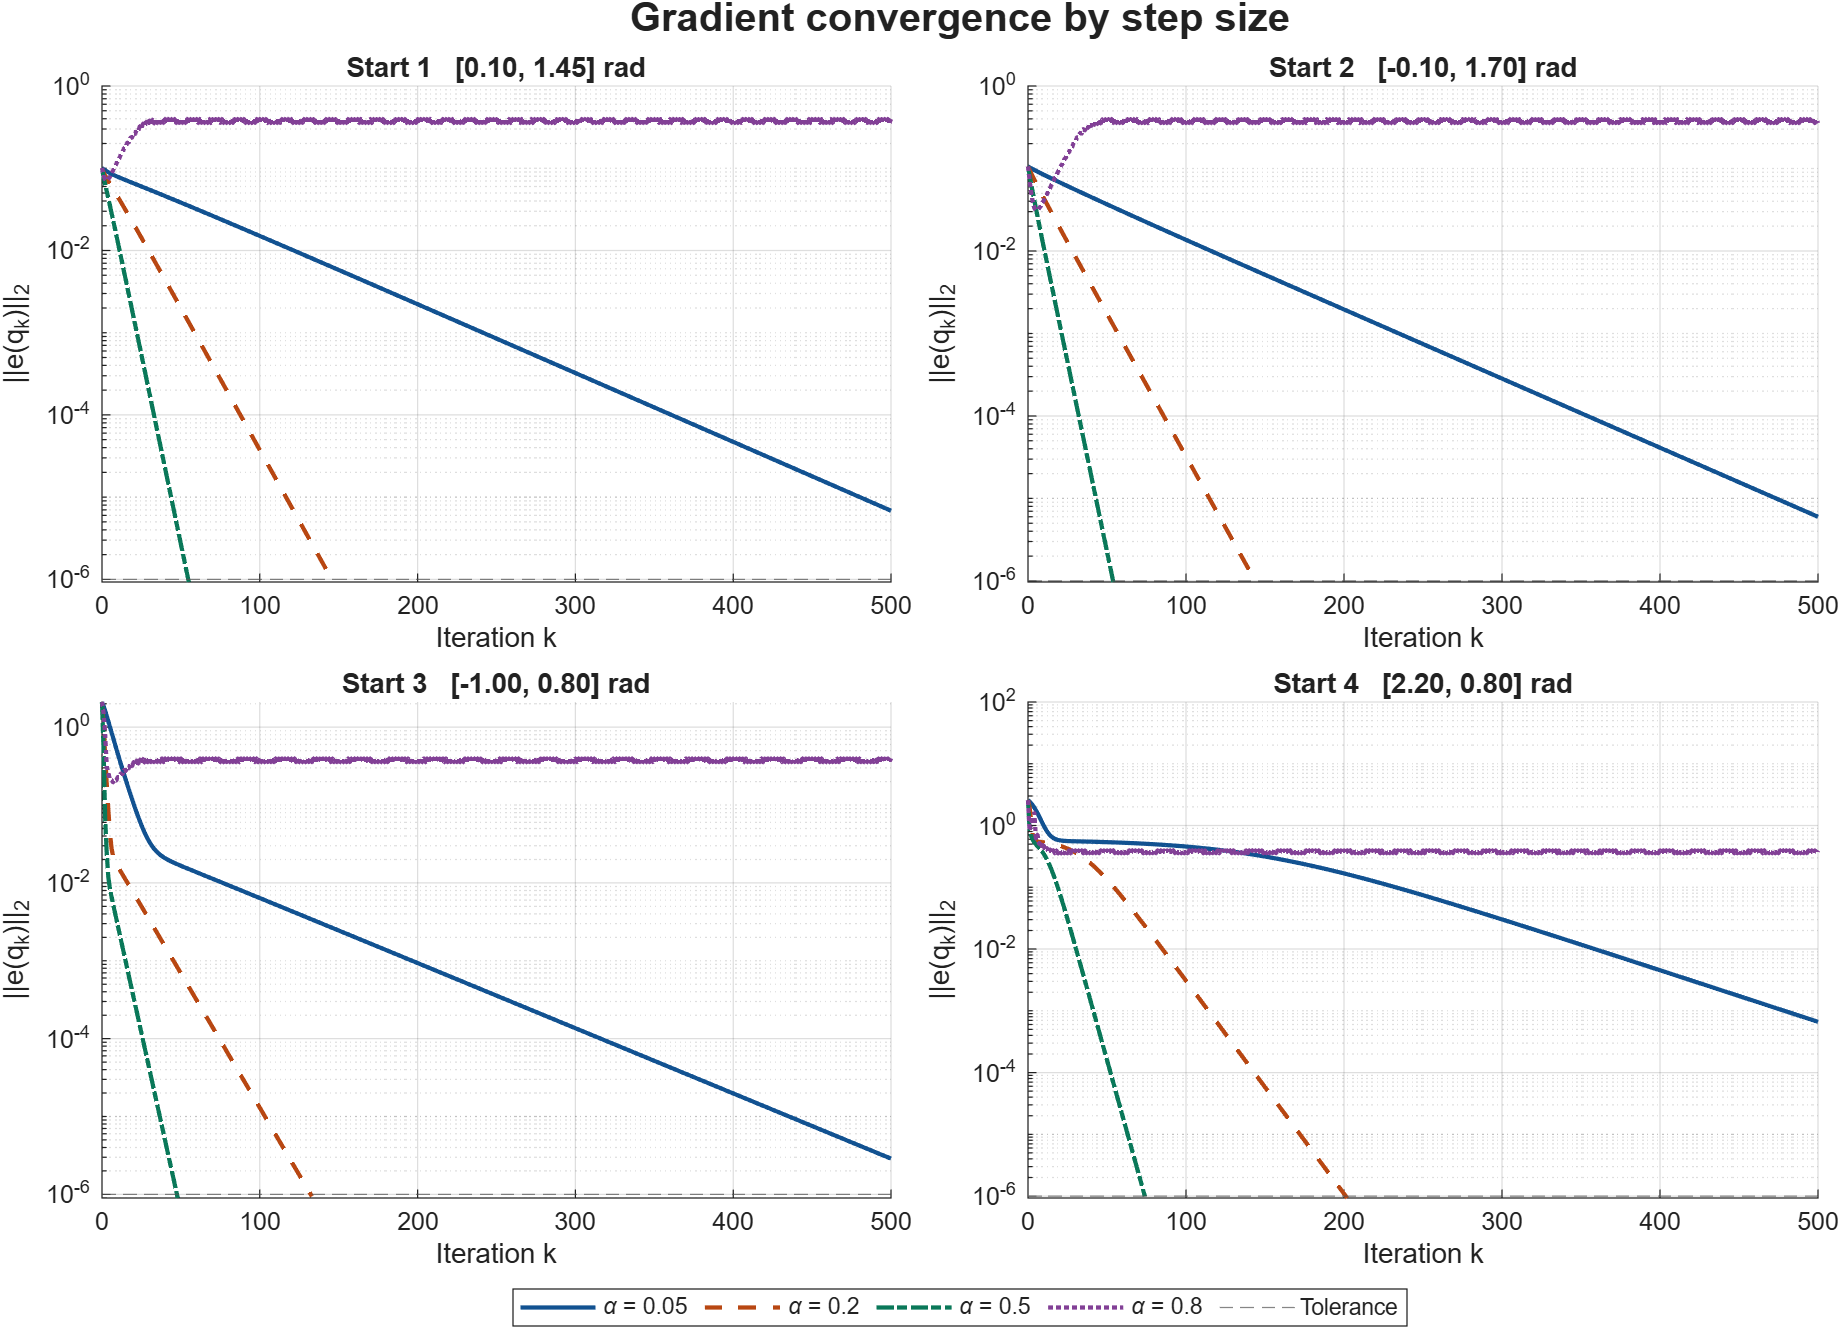 Gradient convergence by step size
Start 1 [0.10, 1.45] rad
10^0
10^-2
10^-4
10^-6
||e(q_k)||_2
0 100 200 300 400 500
Iteration k
Start 2 [-0.10, 1.70] rad
10^0
10^-2
10^-4
10^-6
||e(q_k)||_2
0 100 200 300 400 500
Iteration k
Start 3 [-1.00, 0.80] rad
10^0
10^-2
10^-4
10^-6
||e(q_k)||_2
0 100 200 300 400 500
Iteration k
Start 4 [2.20, 0.80] rad
10^2
10^0
10^-2
10^-4
10^-6
||e(q_k)||_2
0 100 200 300 400 500
Iteration k
α = 0.05 α = 0.2 α = 0.5 α = 0.8 Tolerance